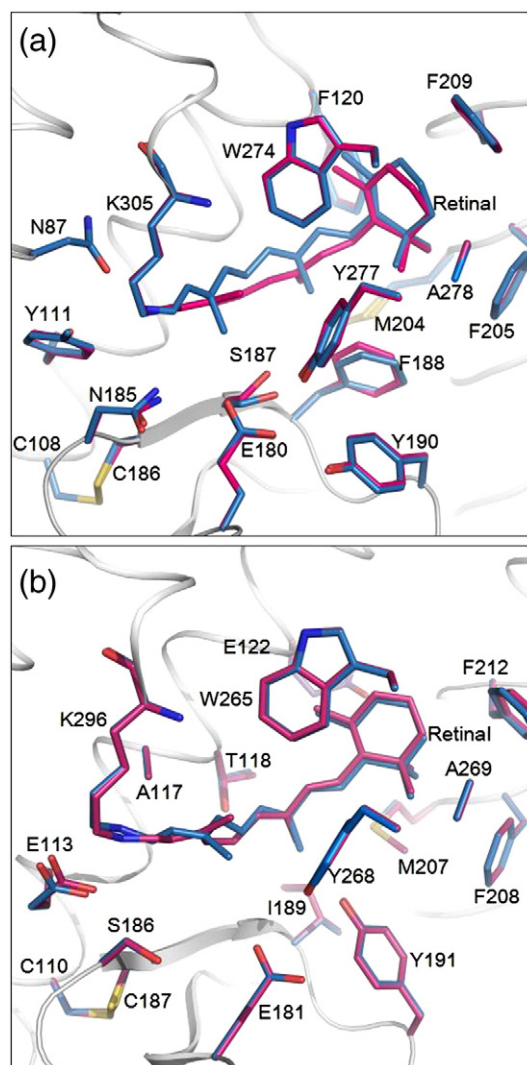 (a)
F120
F209
W274
K305
Retinal
N87
Y277
A278
Y111
M204
F205
S187
F188
N185
C108
E180
Y190
C186
(b)
E122
F212
W265
K296
Retinal
T118
A269
A117
E113
M207
Y268
F208
I189
S186
C110
Y191
C187
E181